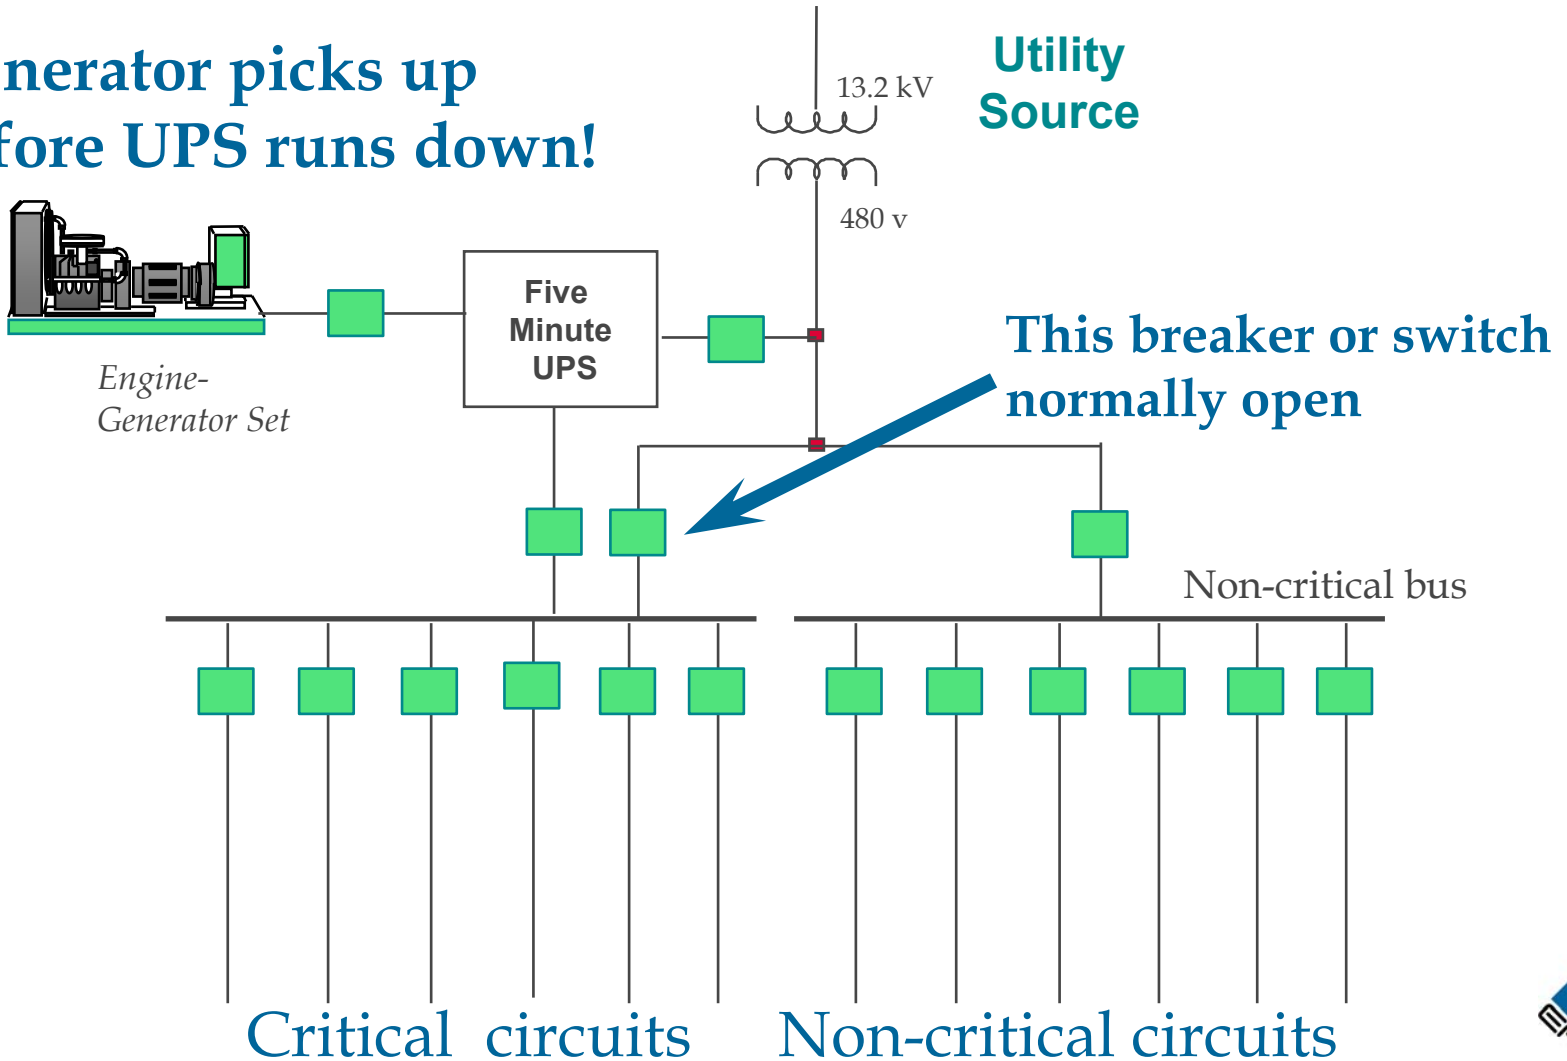 nerator picks up
fore UPS runs down!
13.2 kV
Utility
Source
480 v
Five
Minute
UPS
Engine-
Generator Set
This breaker or switch
normally open
Non-critical bus
Critical circuits
Non-critical circuits